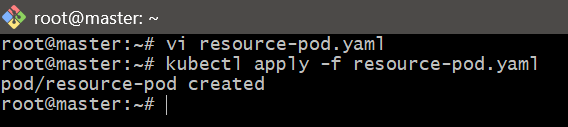 root@master: ~
root@master:~# vi resource-pod.yaml
root@master:~# kubectl apply -f resource-pod.yaml
pod/resource-pod created
root@master:~#